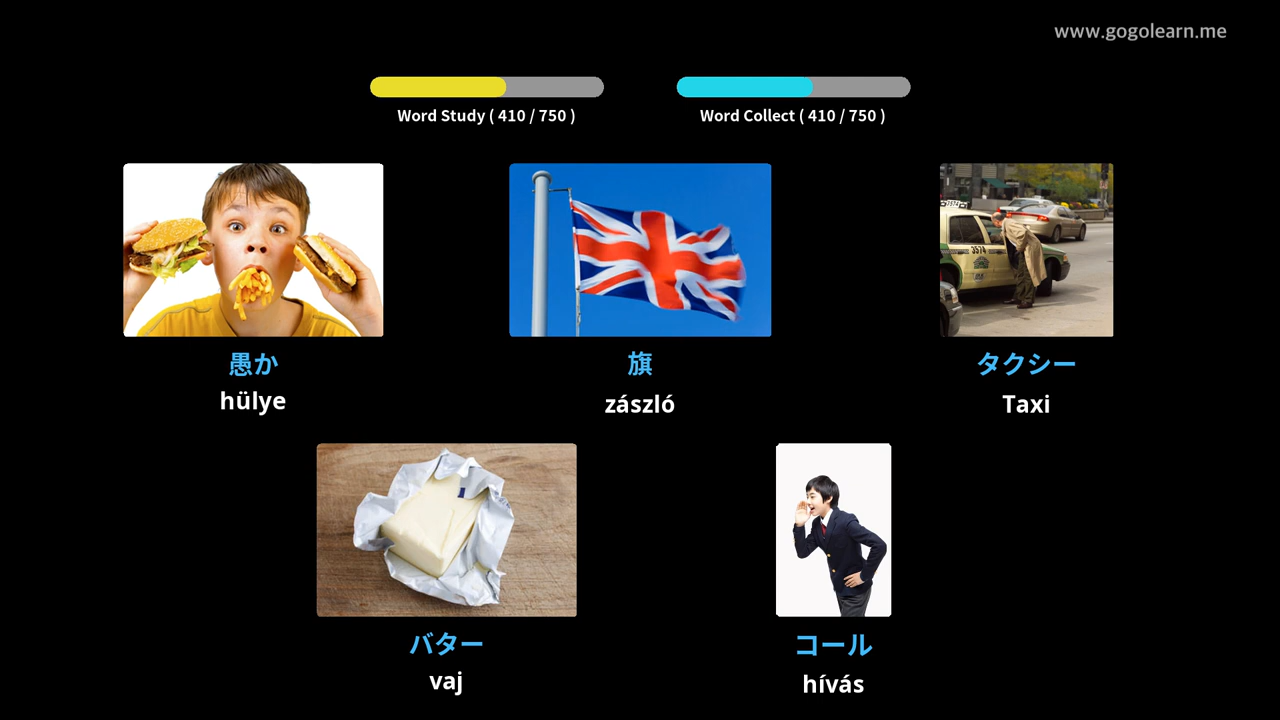 www.gogolearn.me
Word Study ( 410 / 750 )
Word Collect ( 410 / 750 )
3574
愚か
hülye
旗
zászló
タクシー
Taxi
バター
vaj
コール
hívás